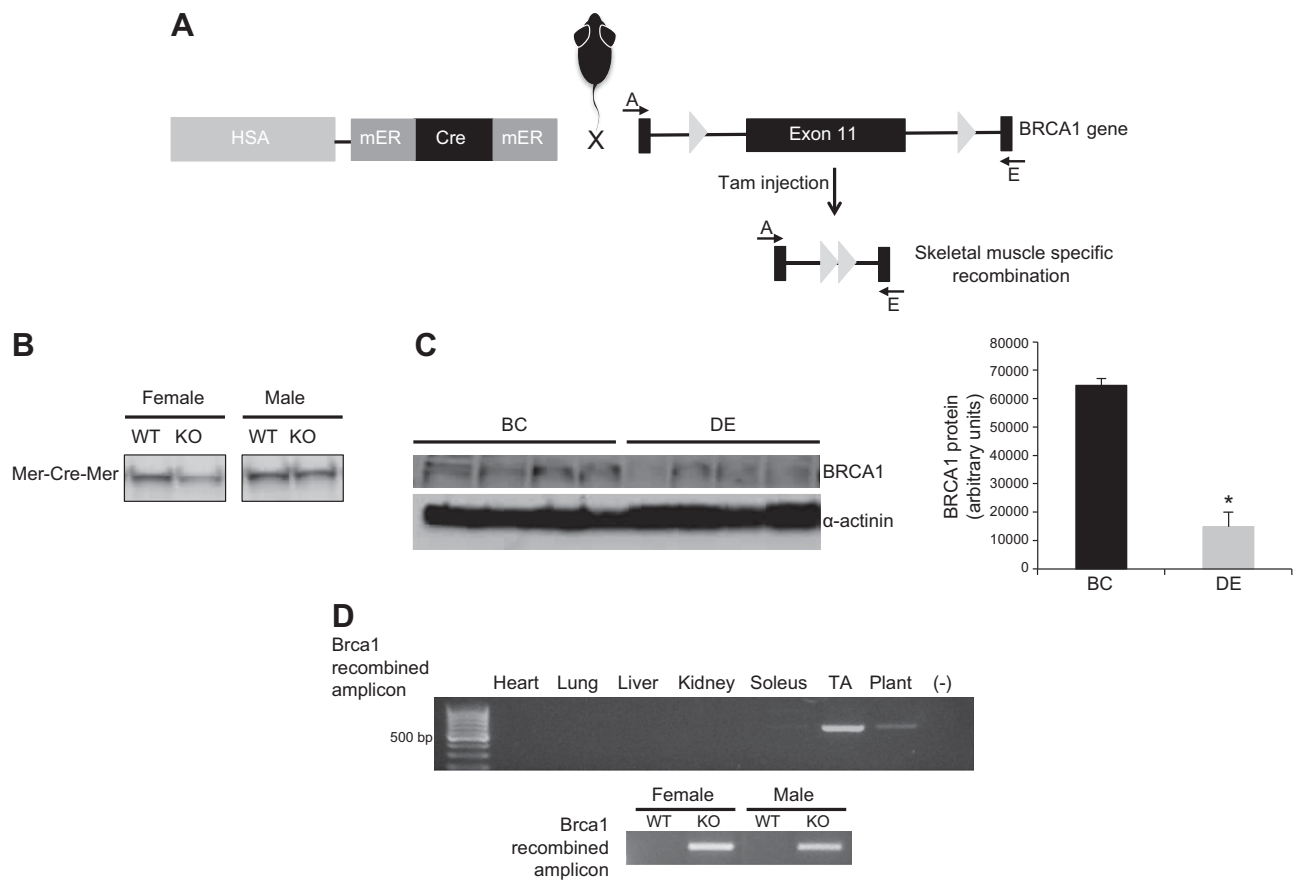 A
HSA
mER
Cre
mER
X
A
Exon 11
BRCA1 gene
E
Tam injection
A
Skeletal muscle specific
recombination
E
B
Female
Male
WT
KO
WT
KO
Mer-Cre-Mer
C
BC
DE
BRCA1
α-actinin
BRCA1 protein
(arbitrary units)
80000
70000
60000
50000
40000
30000
20000
10000
0
*
BC
DE
D
Brca1
recombined
amplicon
Heart
Lung
Liver
Kidney
Soleus
TA
Plant
(-)
500 bp
Female
Male
WT
KO
WT
KO
Brca1
recombined
amplicon